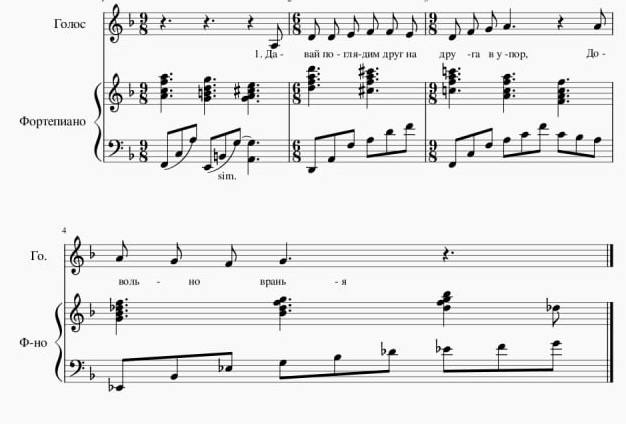 Голос
1. Да - вай по - гля-дим друг на дру - га в у -пор, До -
Фортепиано
sim.
4
Го.
воль - но врань - я
Ф-но